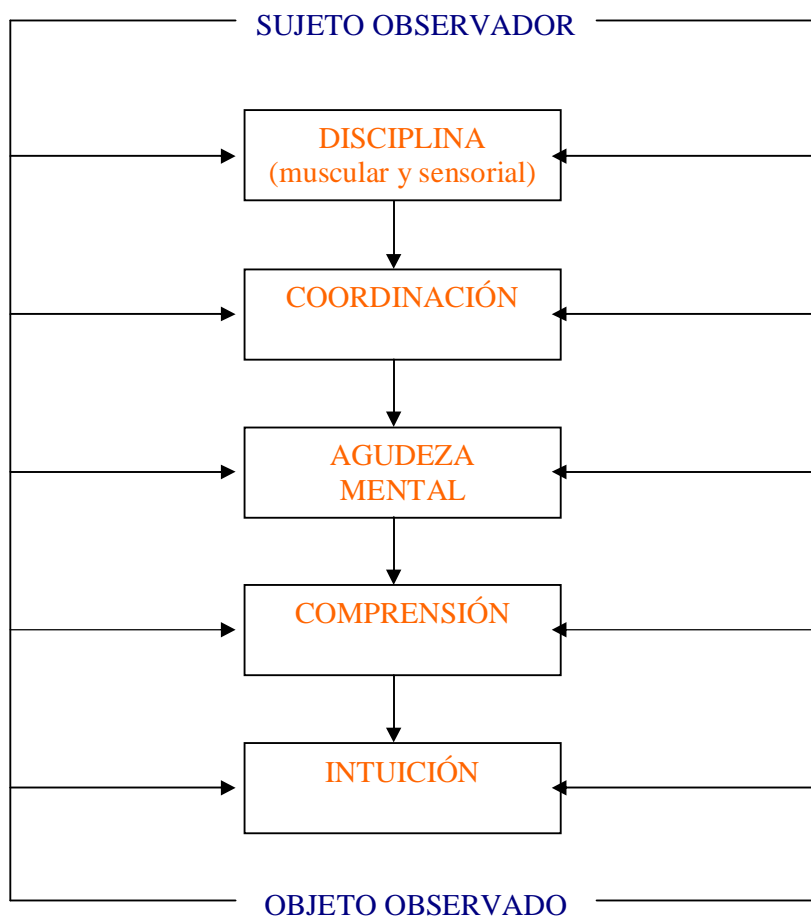 SUJETO OBSERVADOR
DISCIPLINA
(muscular y sensorial)
COORDINACIÓN
AGUDEZA
MENTAL
COMPRENSIÓN
INTUICIÓN
OBJETO OBSERVADO